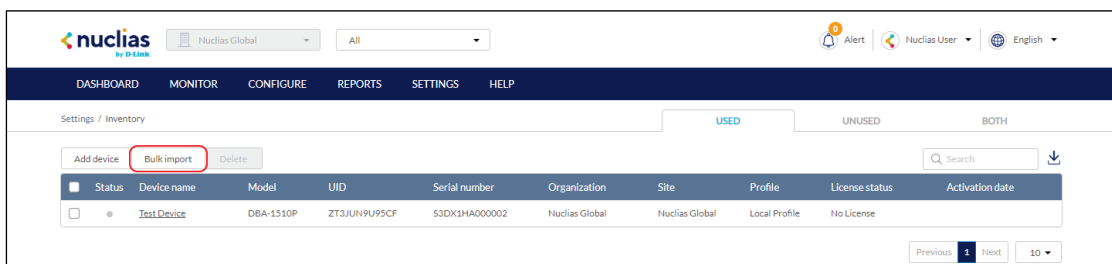 nuclias
by D-Link
Nuclias Global
All
0
Alert
Nuclias User
English
DASHBOARD MONITOR CONFIGURE REPORTS SETTINGS HELP
Settings / Inventory
USED UNUSED BOTH
Add device Bulk import Delete
Search
Status Device name Model UID Serial number Organization Site Profile License status Activation date
Test Device DBA-1510P ZT3JUN9U95CF S3DX1HA000002 Nuclias Global Nuclias Global Local Profile No License
Previous 1 Next 10